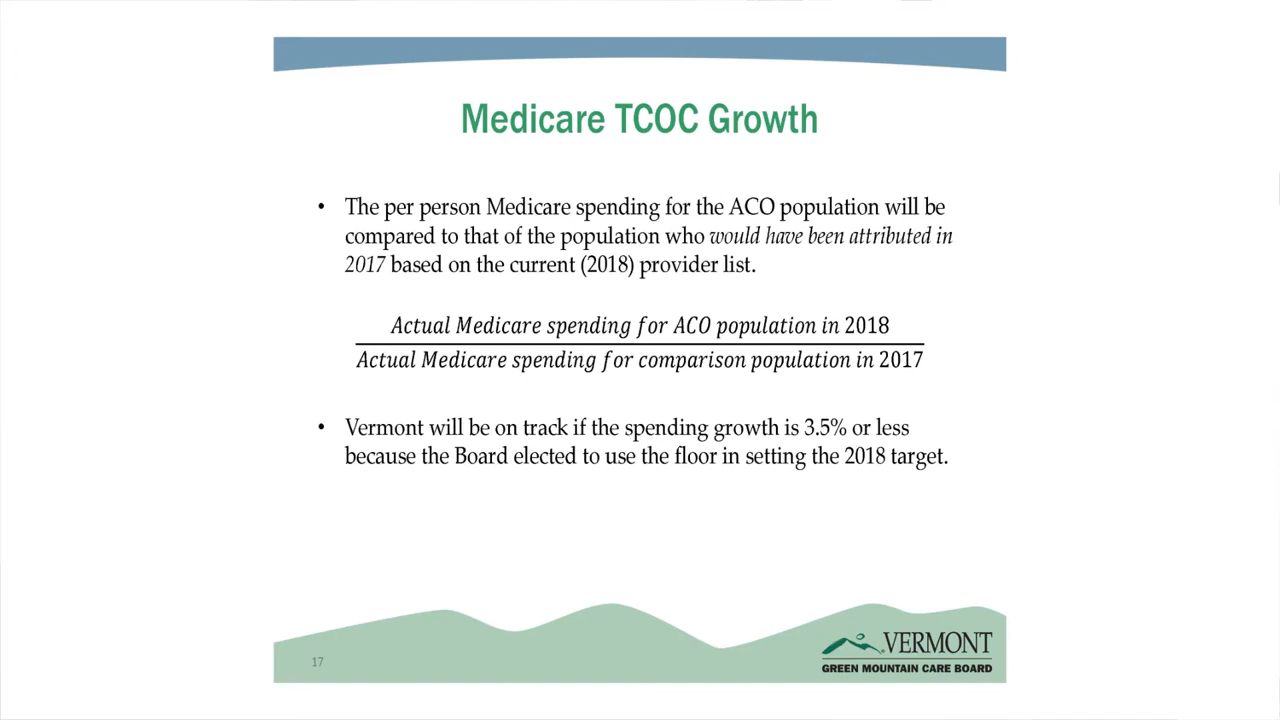 Medicare TCOC Growth
• The per person Medicare spending for the ACO population will be
compared to that of the population who would have been attributed in
2017 based on the current (2018) provider list.
Actual Medicare spending for ACO population in 2018
Actual Medicare spending for comparison population in 2017
• Vermont will be on track if the spending growth is 3.5% or less
because the Board elected to use the floor in setting the 2018 target.
17
VERMONT
GREEN MOUNTAIN CARE BOARD